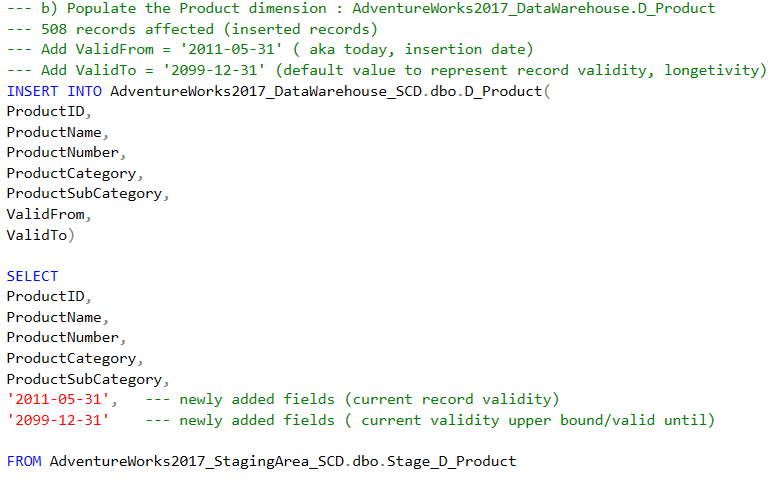 --- b) Populate the Product dimension : AdventureWorks2017_DataWarehouse.D_Product
--- 508 records affected (inserted records)
--- Add ValidFrom = '2011-05-31' ( aka today, insertion date)
--- Add ValidTo = '2099-12-31' (default value to represent record validity, longetivity)
INSERT INTO AdventureWorks2017_DataWarehouse_SCD.dbo.D_Product(
ProductID,
ProductName,
ProductNumber,
ProductCategory,
ProductSubCategory,
ValidFrom,
ValidTo)
SELECT
ProductID,
ProductName,
ProductNumber,
ProductCategory,
ProductSubCategory,
'2011-05-31',   --- newly added fields (current record validity)
'2099-12-31'    --- newly added fields ( current validity upper bound/valid until)
FROM AdventureWorks2017_StagingArea_SCD.dbo.Stage_D_Product